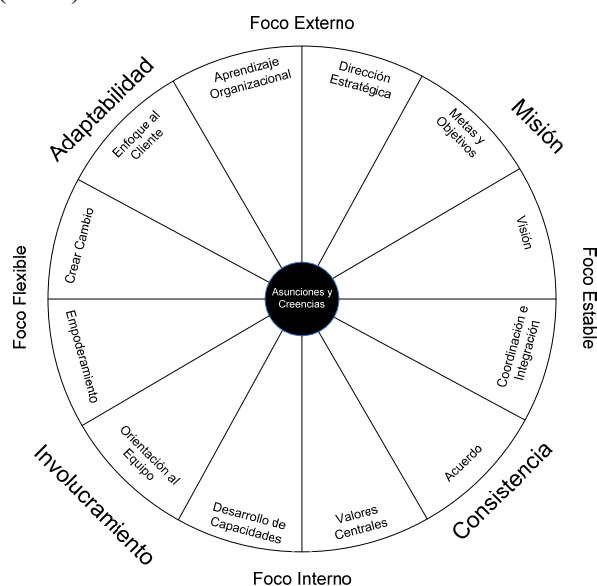 Foco Externo
Adaptabilidad
Misión
Aprendizaje
Organizacional
Dirección
Estratégica
Enfoque al
Cliente
Metas y
Objetivos
Crear Cambio
Visión
Foco Flexible
Asunciones y
Creencias
Foco Estable
Empoderamiento
Coordinación e
Integración
Orientación al
Equipo
Acuerdo
Desarrollo de
Capacidades
Valores
Centrales
Involucramiento
Consistencia
Foco Interno